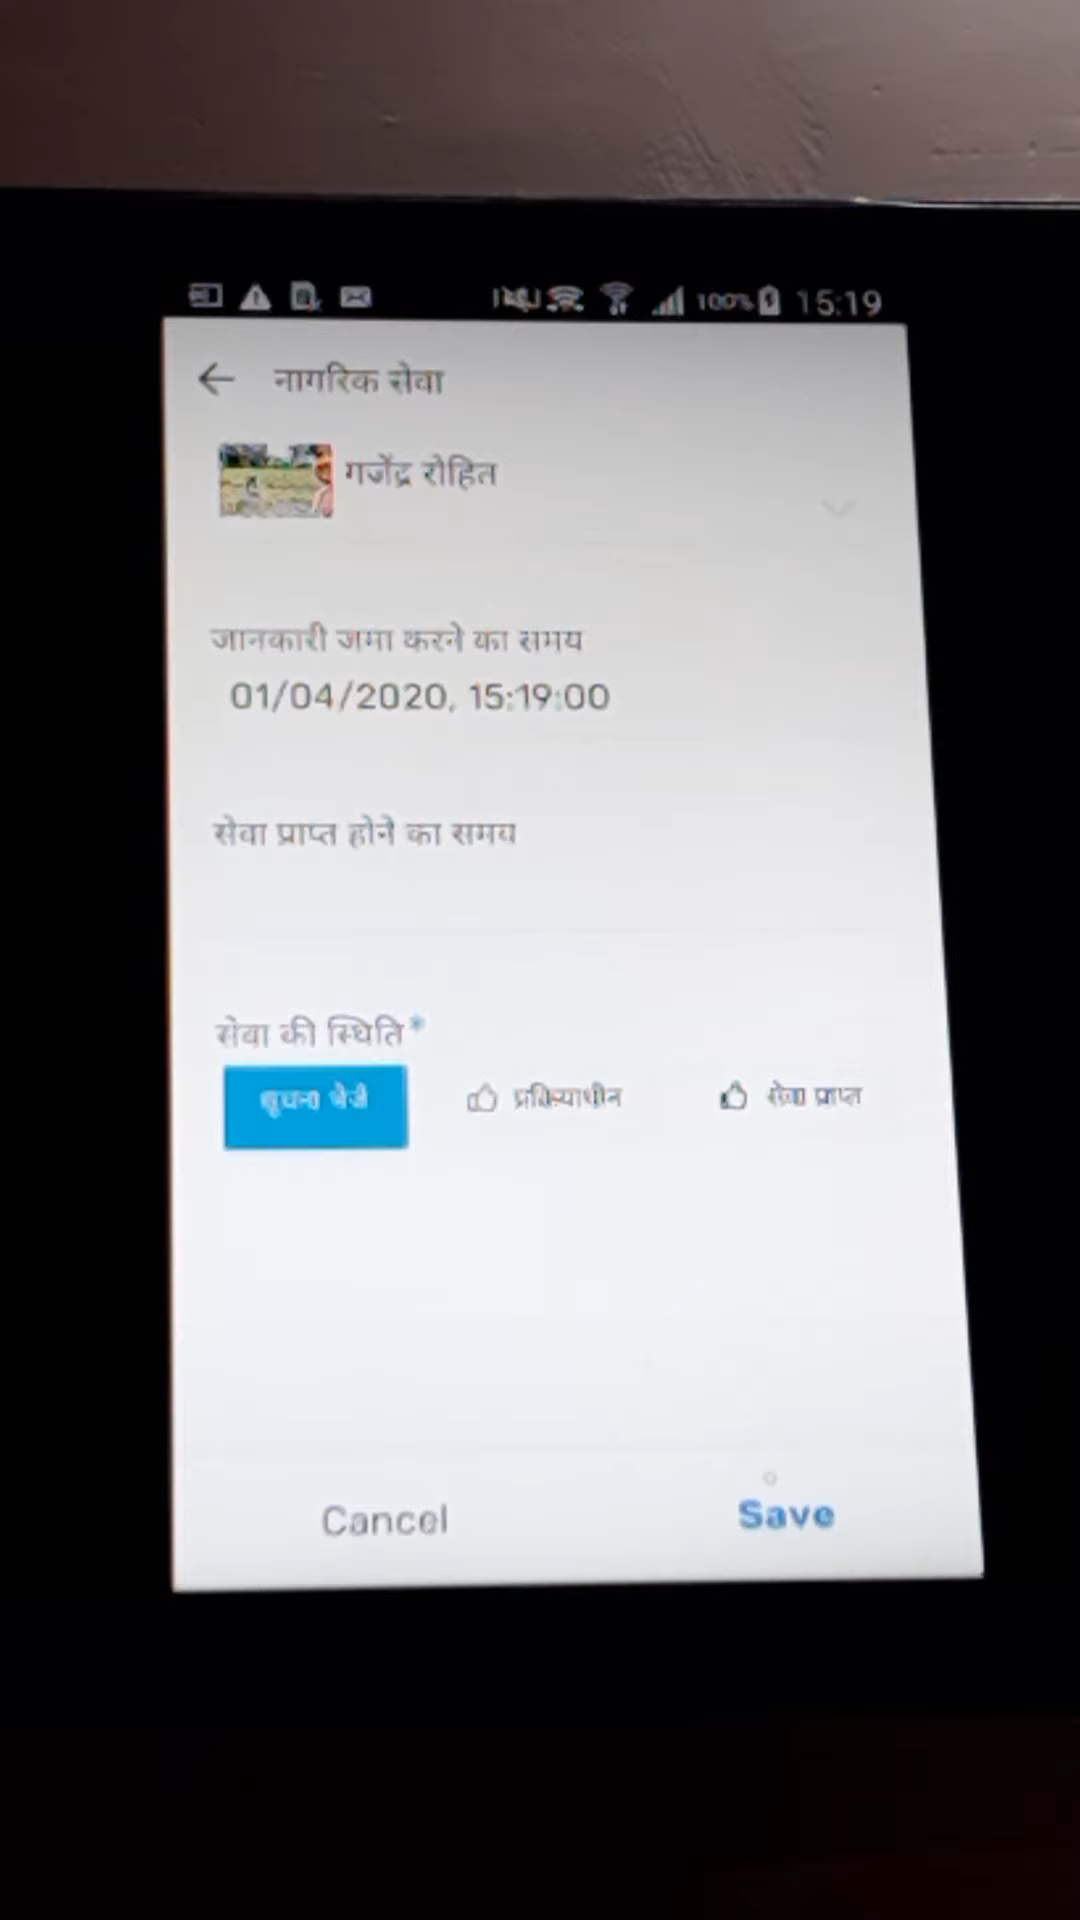 100% 15:19
नागरिक सेवा
गजेंद्र रोहित
जानकारी जमा करने का समय
01/04/2020, 15:19:00
सेवा प्राप्त होने का समय
सेवा की स्थिति*
सूचना भेजे प्रक्रियाधीन सेवा प्राप्त
Cancel Save